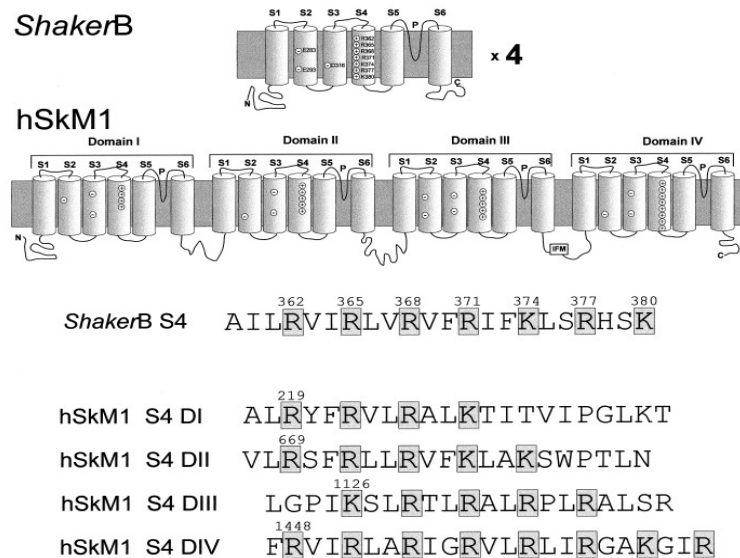 ShakerB
S1 S2 S3 S4 S5 P S6
E283 R362
R365
R368
D316 R371
E293 R374
R377
K380
x 4
N C
hSkM1
Domain I Domain II Domain III Domain IV
S1 S2 S3 S4 S5 P S6 S1 S2 S3 S4 S5 P S6 S1 S2 S3 S4 S5 P S6 S1 S2 S3 S4 S5 P S6
N IFM C
362 365 368 371 374 377 380
ShakerB S4 AILRVIRLVRVFRIFKLSRHSK
219
hSkM1 S4 DI ALRYFRVLRALKTITVIPGLKT
669
hSkM1 S4 DII VLRSFRLLRVFKLAKSWPTLN
1126
hSkM1 S4 DIII LGPIKSLRTLRALRPLRALSR
1448
hSkM1 S4 DIV FRVIRLARIGRVLRLIRGAKGIR